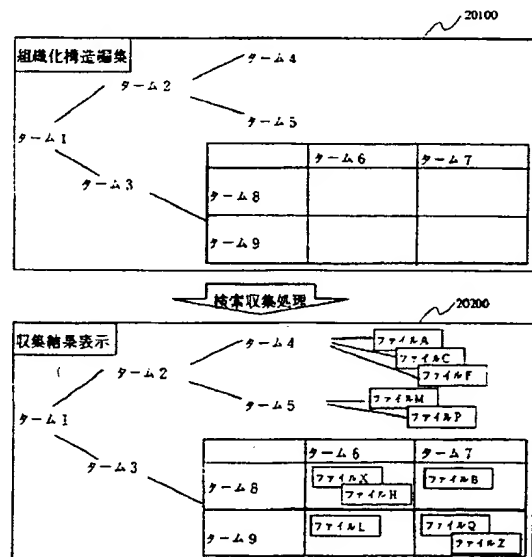 20100
組織化構造編集
ターム4
ターム2
ターム5
ターム1
ターム6 ターム7
ターム3
ターム8
ターム9
検索収集処理
20200
収集結果表示
ターム4 ファイルA
ファイルC
ターム2
ファイルF
ターム5 ファイルM
ファイルP
ターム1
ターム6 ターム7
ターム3
ターム8 ファイルX ファイルB
ファイルH
ターム9 ファイルL ファイルQ
ファイルZ